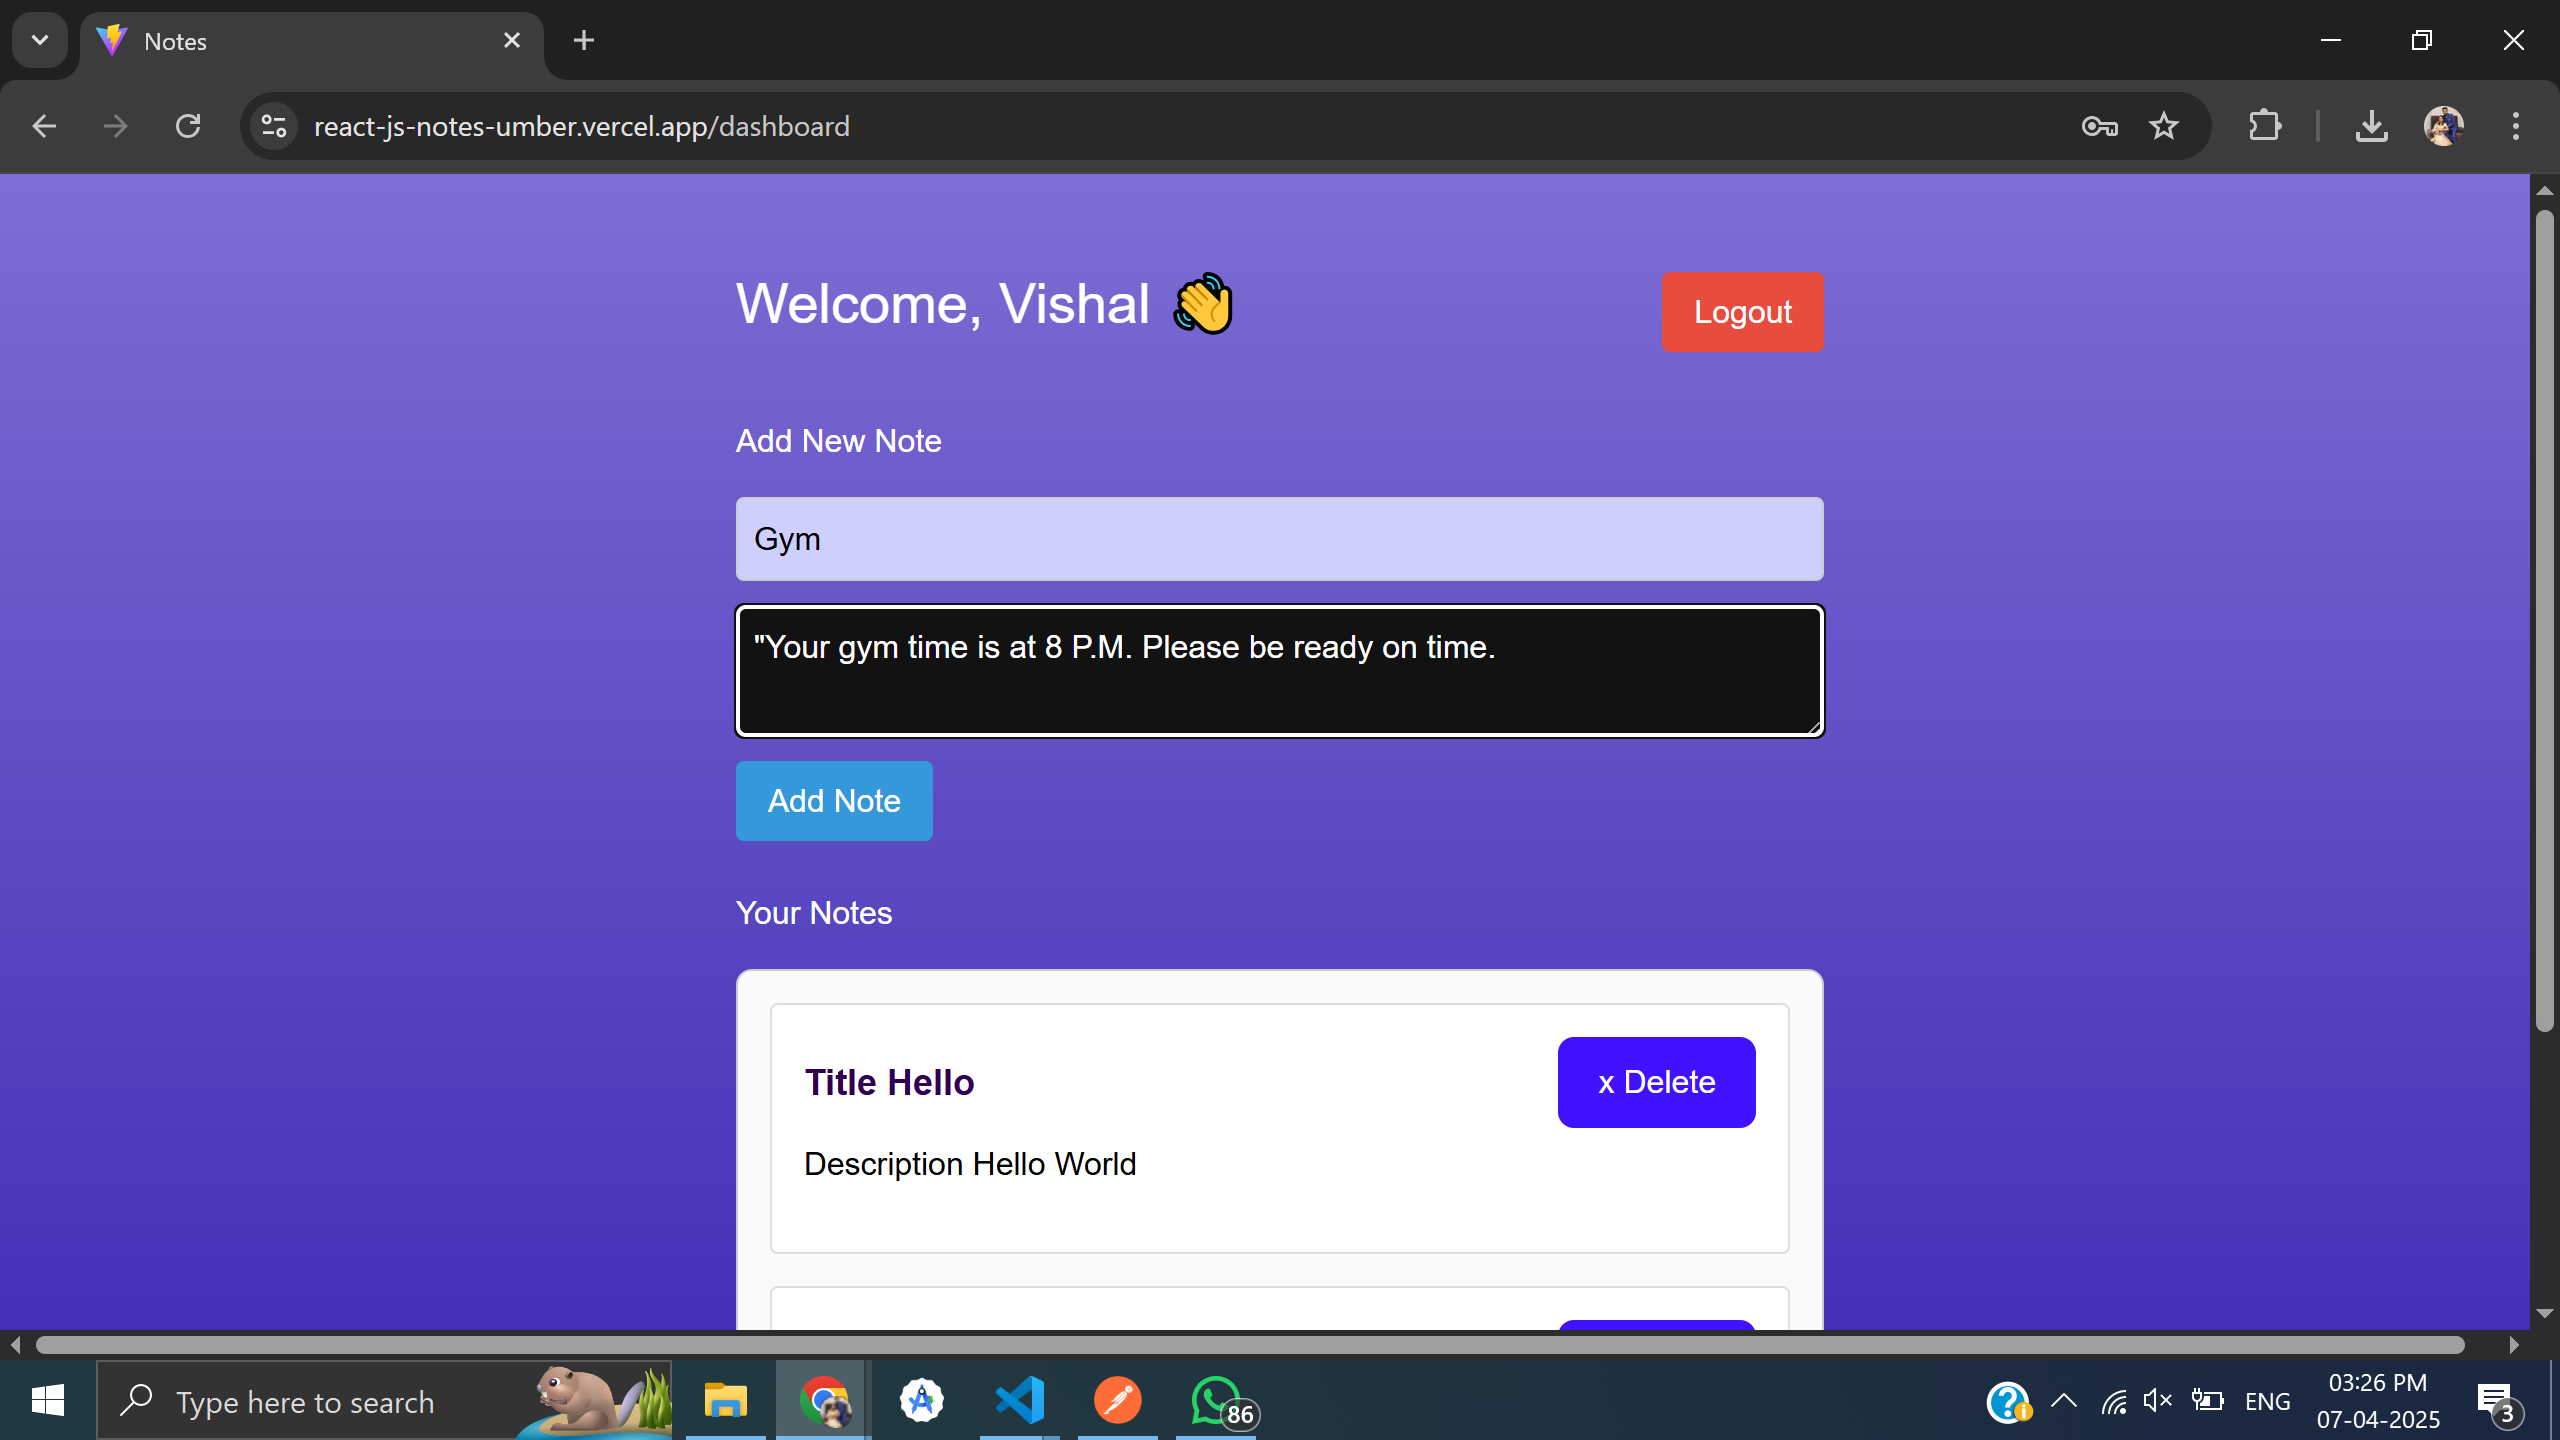 Notes
react-js-notes-umber.vercel.app/dashboard
Welcome, Vishal 👋
Logout
Add New Note
Gym
"Your gym time is at 8 P.M. Please be ready on time.
Add Note
Your Notes
Title Hello
x Delete
Description Hello World
Type here to search
86
ENG
03:26 PM
07-04-2025
3